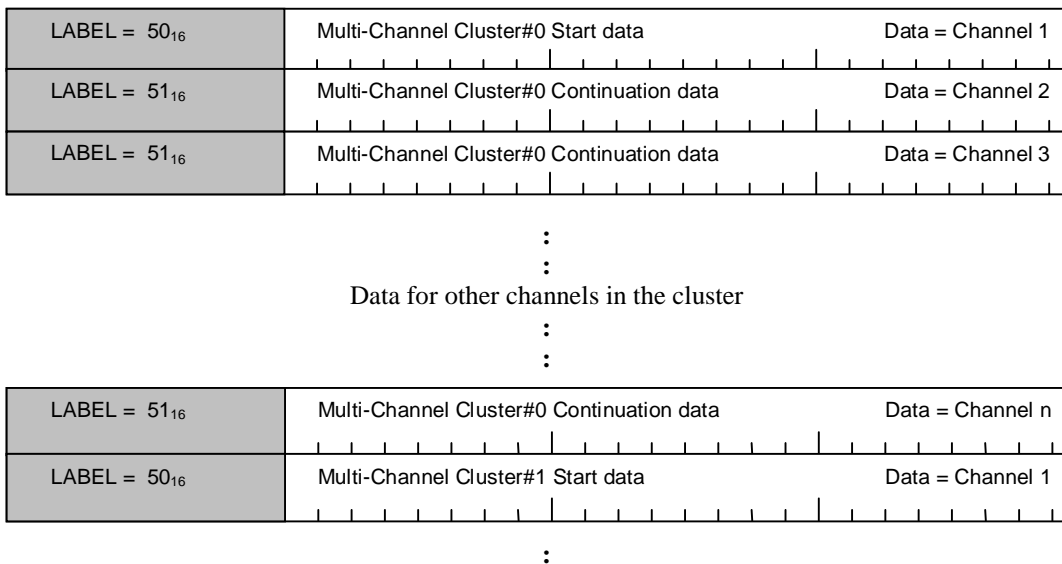 LABEL = 50₁₆ Multi-Channel Cluster#0 Start data Data = Channel 1
LABEL = 51₁₆ Multi-Channel Cluster#0 Continuation data Data = Channel 2
LABEL = 51₁₆ Multi-Channel Cluster#0 Continuation data Data = Channel 3
:
:
Data for other channels in the cluster
:
:
LABEL = 51₁₆ Multi-Channel Cluster#0 Continuation data Data = Channel n
LABEL = 50₁₆ Multi-Channel Cluster#1 Start data Data = Channel 1
: